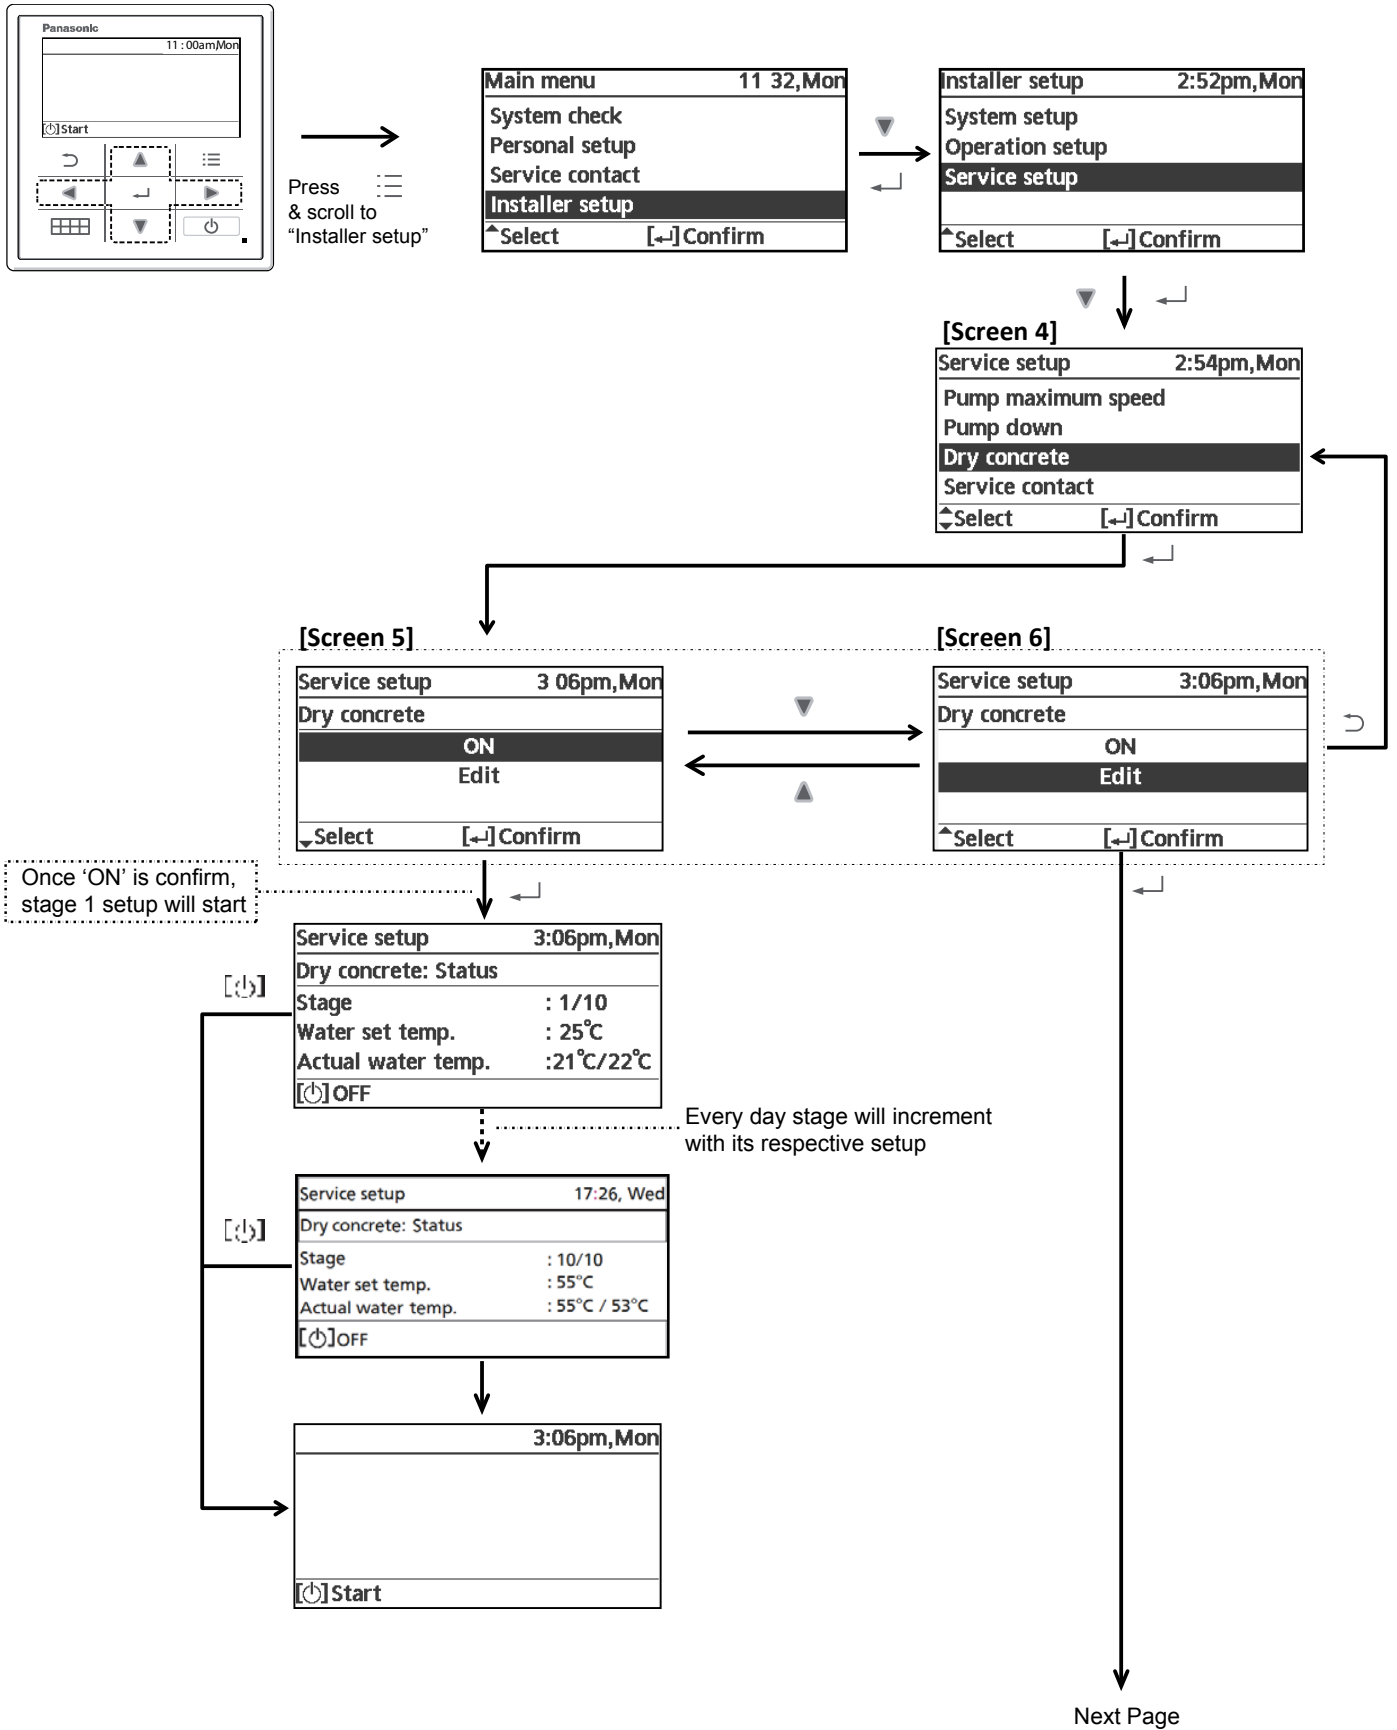 Panasonic
11 : 00am,Mon
[⏻]Start
Press
& scroll to
“Installer setup”
Main menu 11 32,Mon
System check
Personal setup
Service contact
Installer setup
Select [↵]Confirm
Installer setup 2:52pm,Mon
System setup
Operation setup
Service setup
Select [↵]Confirm
[Screen 4]
Service setup 2:54pm,Mon
Pump maximum speed
Pump down
Dry concrete
Service contact
Select [↵]Confirm
[Screen 5]
Service setup 3 06pm,Mon
Dry concrete
ON
Edit
Select [↵]Confirm
[Screen 6]
Service setup 3:06pm,Mon
Dry concrete
ON
Edit
Select [↵]Confirm
Once ‘ON’ is confirm,
stage 1 setup will start
Service setup 3:06pm,Mon
Dry concrete: Status
Stage : 1/10
Water set temp. : 25°C
Actual water temp. :21°C/22°C
[⏻]OFF
[⏻]
Every day stage will increment
with its respective setup
Service setup 17:26, Wed
Dry concrete: Status
Stage : 10/10
Water set temp. : 55°C
Actual water temp. : 55°C / 53°C
[⏻]OFF
[⏻]
3:06pm,Mon
[⏻]Start
Next Page